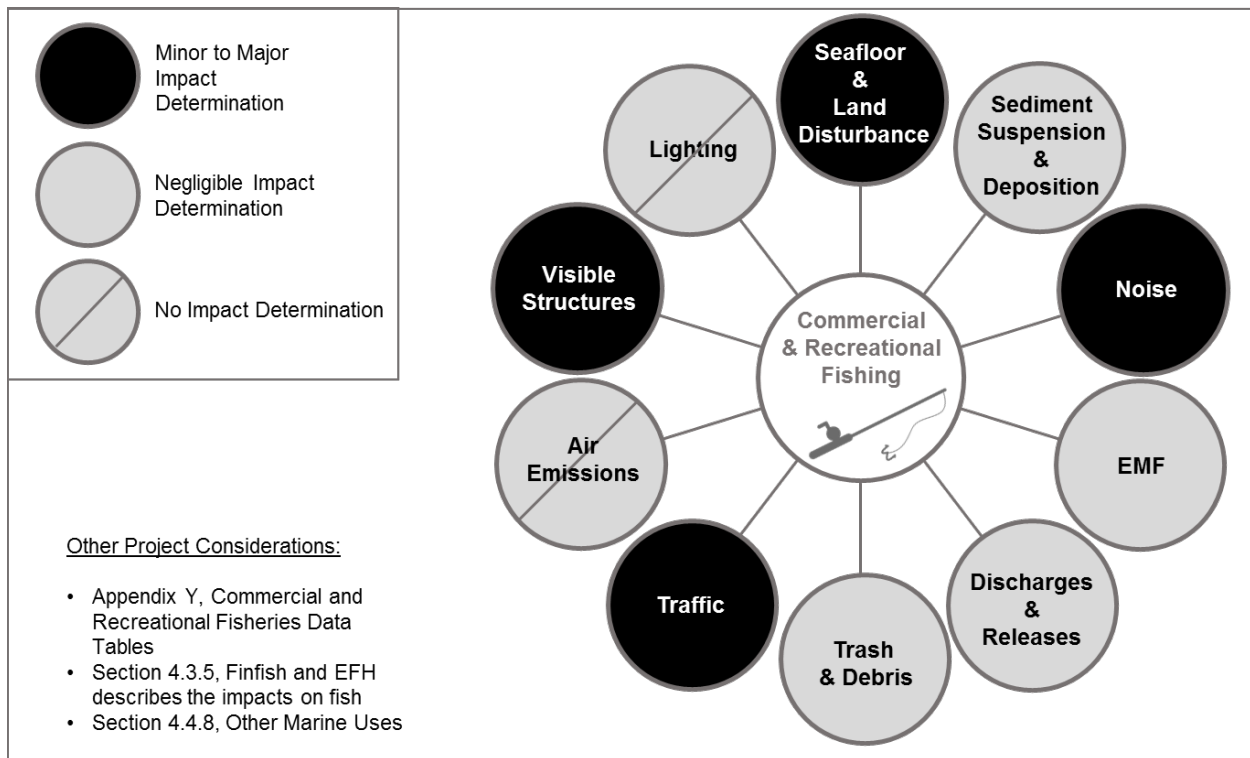 Minor to Major
Impact
Determination
Negligible Impact
Determination
No Impact Determination
Seafloor
&
Land
Disturbance
Sediment
Suspension
&
Deposition
Noise
EMF
Discharges
&
Releases
Trash
& Debris
Traffic
Air
Emissions
Visible
Structures
Lighting
Commercial
& Recreational
Fishing
Other Project Considerations:
• Appendix Y, Commercial and
Recreational Fisheries Data
Tables
• Section 4.3.5, Finfish and EFH
describes the impacts on fish
• Section 4.4.8, Other Marine Uses